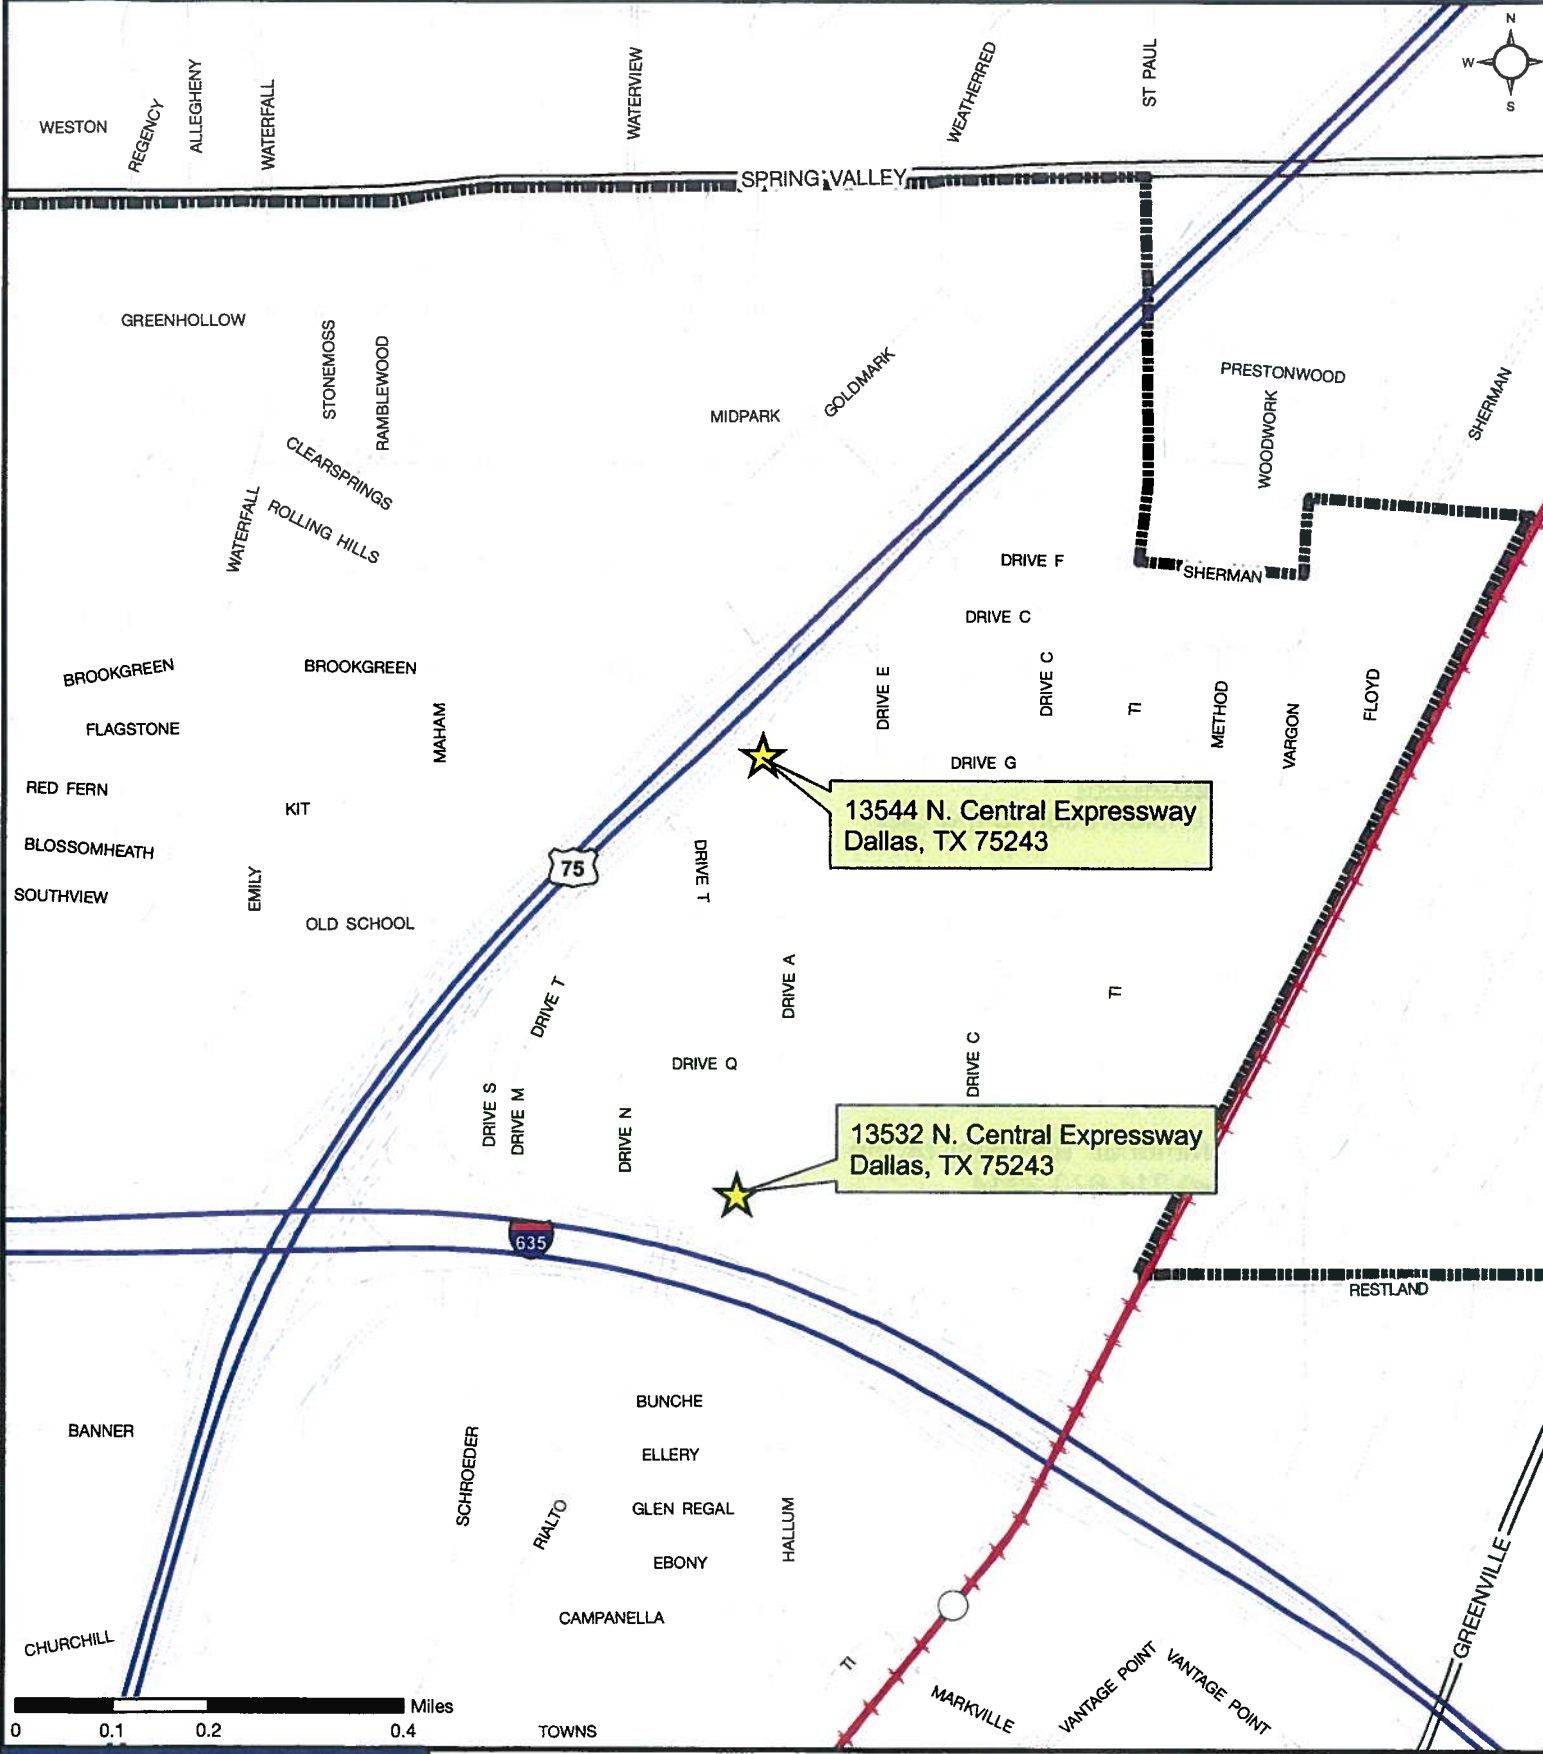 N
W
S
WESTON
REGENCY
ALLEGHENY
WATERFALL
WATERVIEW
WEATHERRED
ST PAUL
SPRING VALLEY
GREENHOLLOW
STONEMOSS
RAMBLEWOOD
CLEARSPRINGS
ROLLING HILLS
WATERFALL
MIDPARK
GOLDMARK
PRESTONWOOD
WOODWORK
SHERMAN
DRIVE F
SHERMAN
DRIVE C
BROOKGREEN
BROOKGREEN
FLAGSTONE
MAHAM
DRIVE E
DRIVE C
TI
METHOD
VARGON
FLOYD
DRIVE G
RED FERN
KIT
13544 N. Central Expressway
Dallas, TX 75243
BLOSSOMHEATH
75
DRIVE T
SOUTHVIEW
EMILY
OLD SCHOOL
DRIVE T
DRIVE A
TI
DRIVE Q
DRIVE C
DRIVE S
DRIVE M
DRIVE N
13532 N. Central Expressway
Dallas, TX 75243
635
RESTLAND
BANNER
BUNCHE
ELLERY
SCHROEDER
RIALTO
GLEN REGAL
HALLUM
EBONY
CAMPANELLA
GREENVILLE
CHURCHILL
TI
MARKVILLE
VANTAGE POINT
VANTAGE POINT
Miles
0 0.1 0.2 0.4
TOWNS